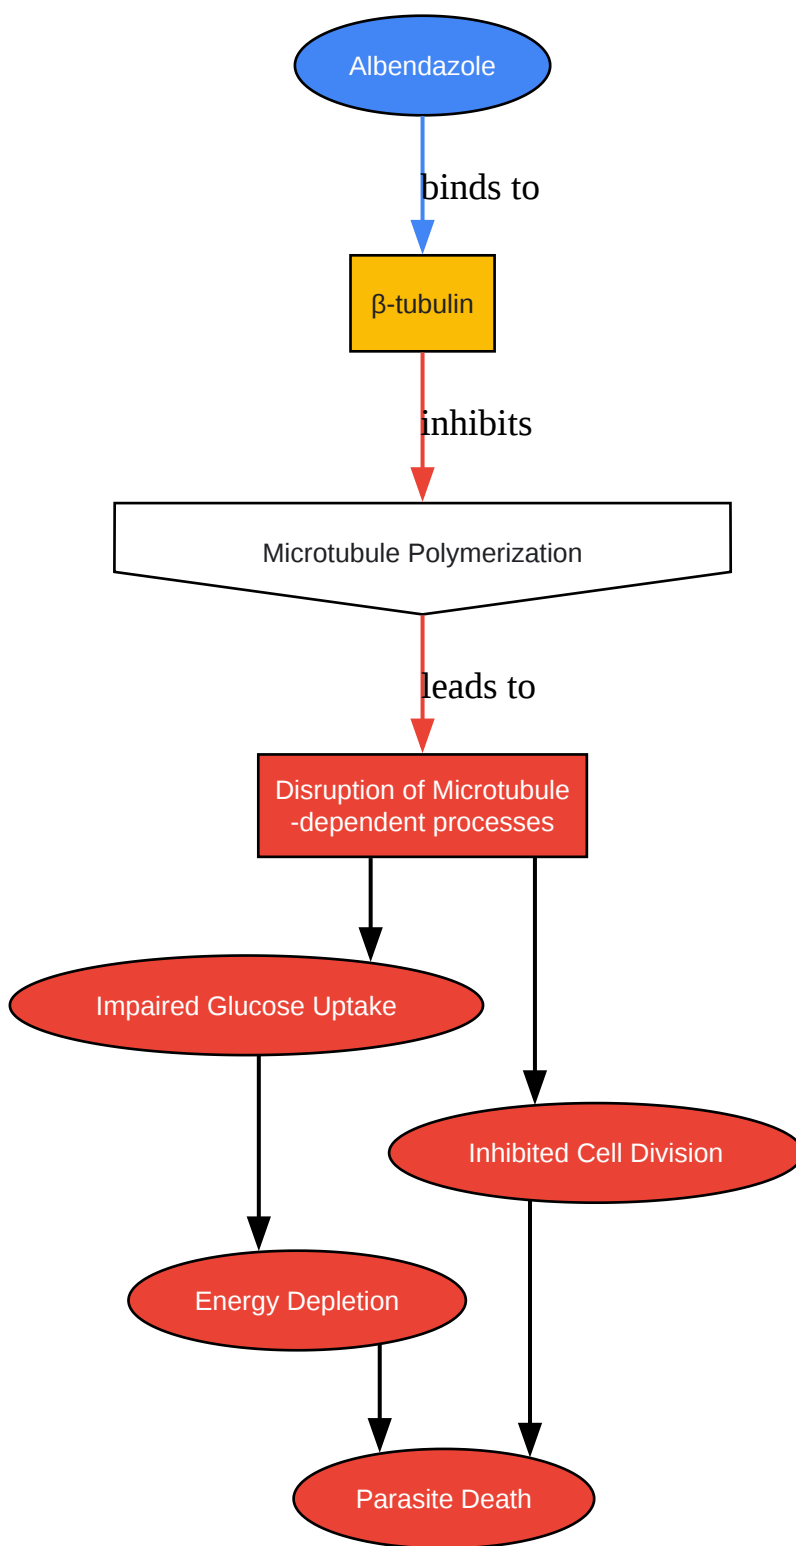 Albendazole
binds to
β-tubulin
inhibits
Microtubule Polymerization
leads to
Disruption of Microtubule
-dependent processes
Impaired Glucose Uptake
Inhibited Cell Division
Energy Depletion
Parasite Death